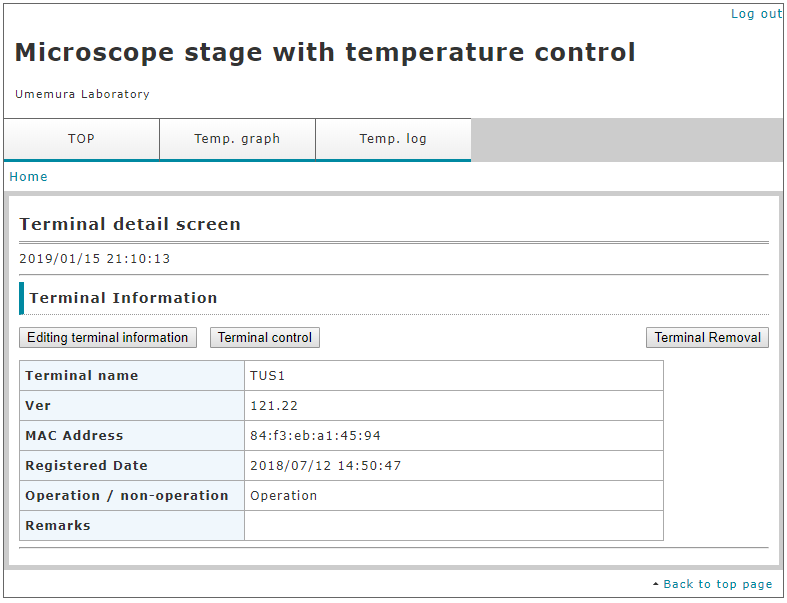 Log out
Microscope stage with temperature control
Umemura Laboratory
TOP Temp. graph Temp. log
Home
Terminal detail screen
2019/01/15 21:10:13
Terminal Information
Editing terminal information Terminal control Terminal Removal
Terminal name TUS1
Ver 121.22
MAC Address 84:f3:eb:a1:45:94
Registered Date 2018/07/12 14:50:47
Operation / non-operation Operation
Remarks
Back to top page